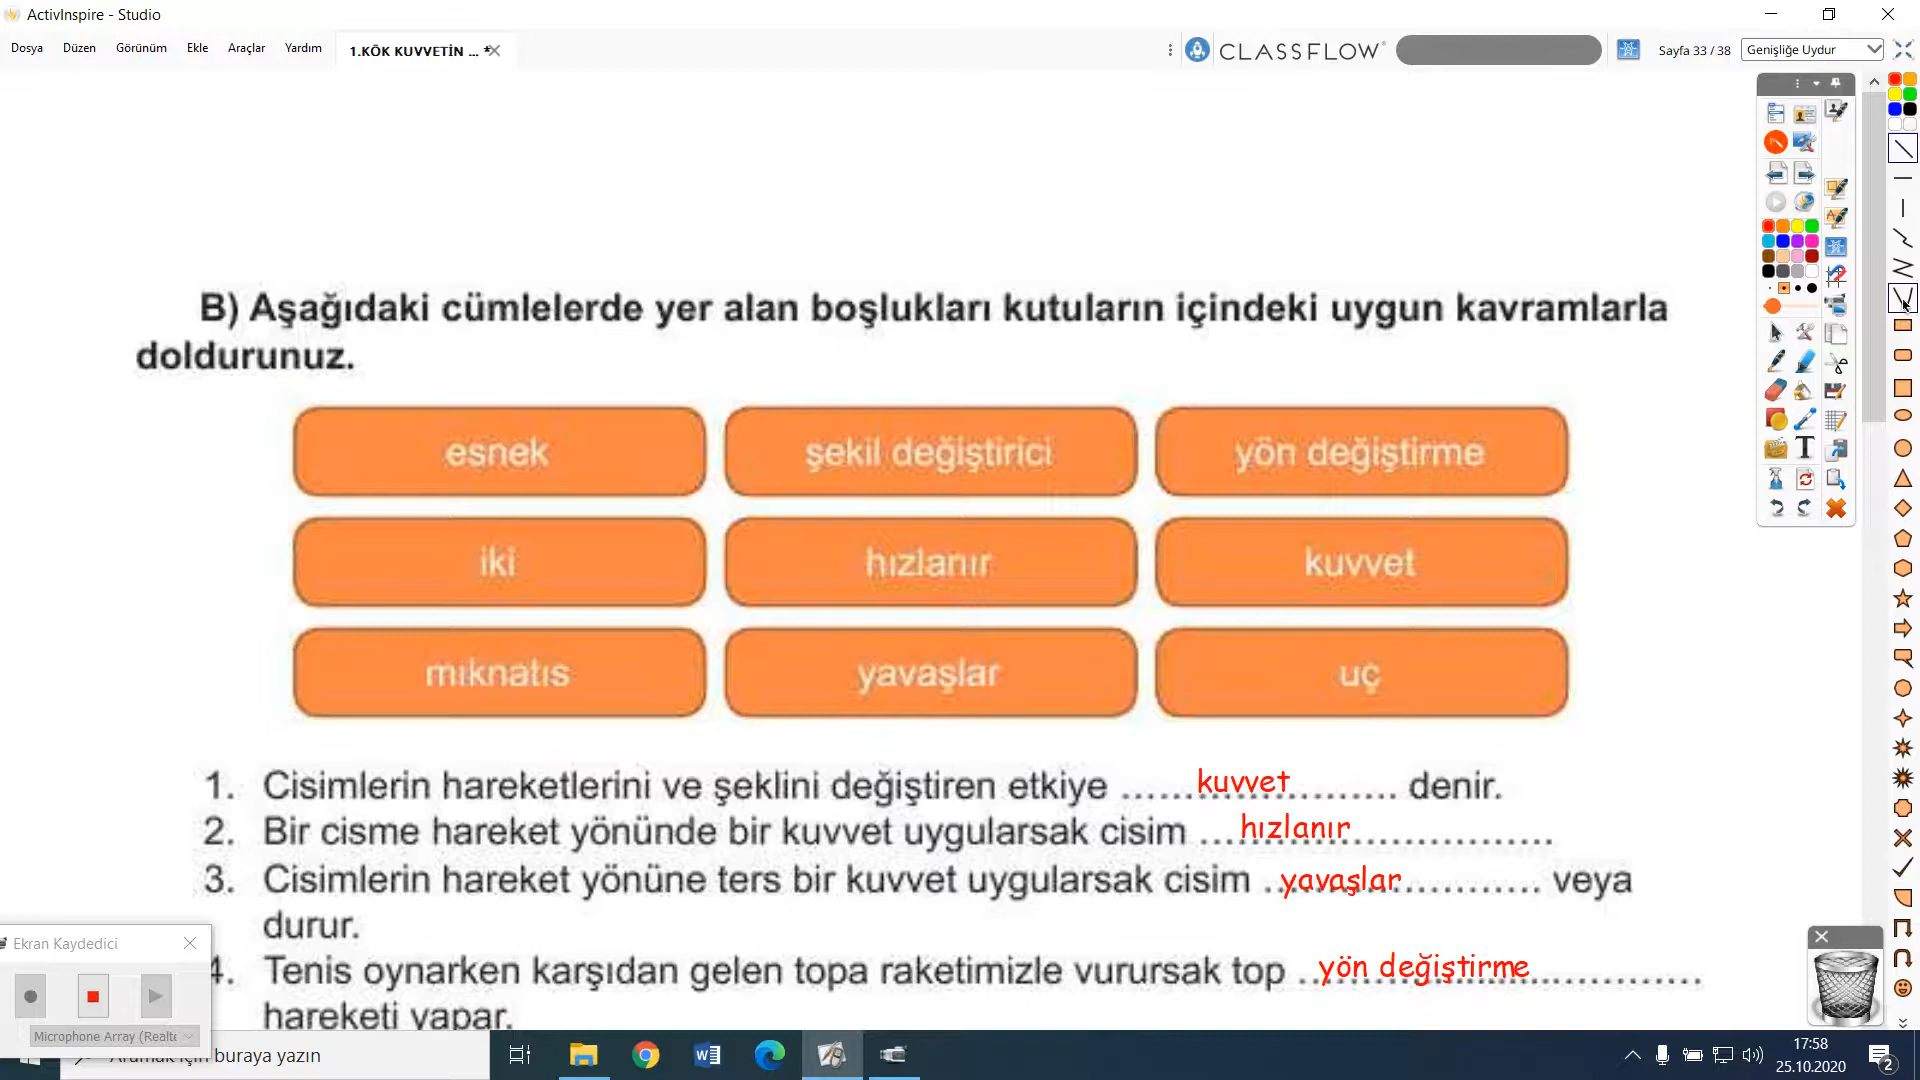 ActivInspire - Studio
Dosya Düzen Görünüm Ekle Araçlar Yardım
1.KÖK KUVVETİN ... *
CLASSFLOW
Sayfa 33 / 38
Genişliğe Uydur
B) Aşağıdaki cümlelerde yer alan boşlukları kutuların içindeki uygun kavramlarla
doldurunuz.
esnek şekil değiştirici yön değiştirme
iki hızlanır kuvvet
mıknatıs yavaşlar uç
1. Cisimlerin hareketlerini ve şeklini değiştiren etkiye ......kuvvet........... denir.
2. Bir cisme hareket yönünde bir kuvvet uygularsak cisim ...hızlanır................
3. Cisimlerin hareket yönüne ters bir kuvvet uygularsak cisim ..yavaşlar........... veya
durur.
4. Tenis oynarken karşıdan gelen topa raketimizle vurursak top ..yön değiştirme............
hareketi yapar.
Ekran Kaydedici
Microphone Array (Realte
Aramak için buraya yazın
17:58
25.10.2020
2